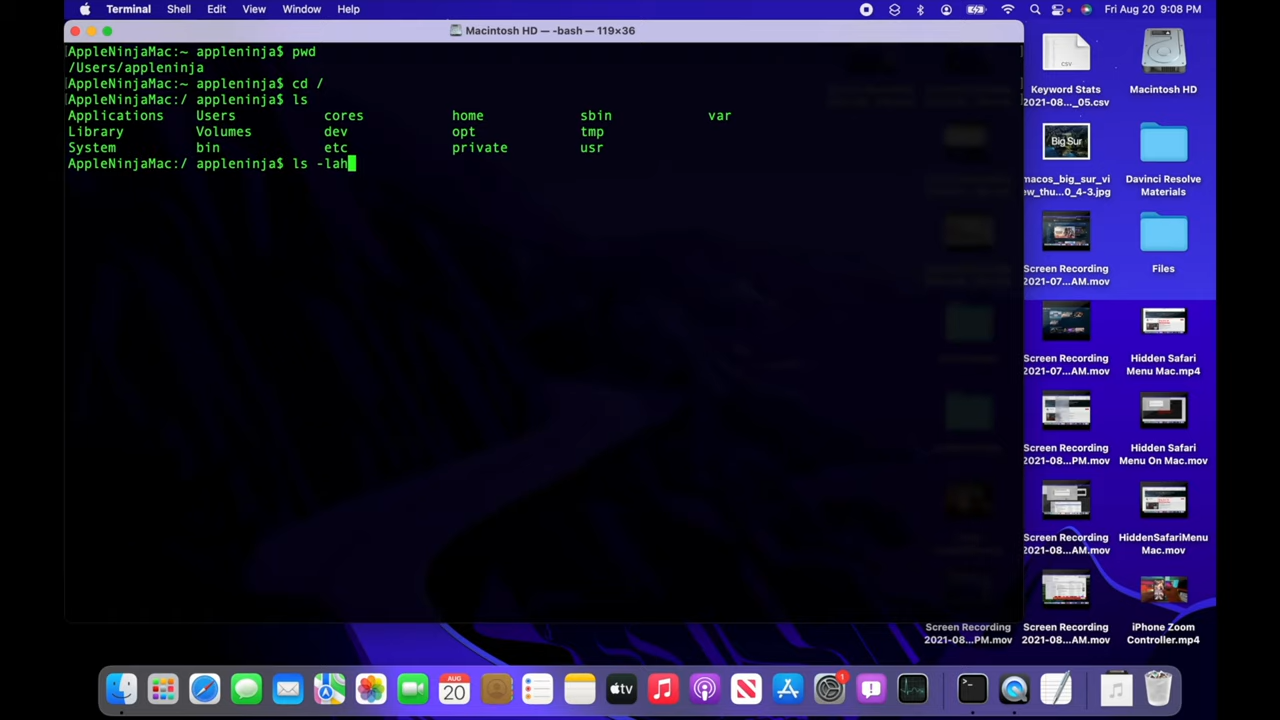 Terminal Shell Edit View Window Help Fri Aug 20 9:08 PM
Macintosh HD — -bash — 119×36
AppleNinjaMac:~ appleninja$ pwd
/Users/appleninja
AppleNinjaMac:~ appleninja$ cd /
AppleNinjaMac:/ appleninja$ ls
Applications Users cores home sbin var
Library Volumes dev opt tmp
System bin etc private usr
AppleNinjaMac:/ appleninja$ ls -lah
CSV
Keyword Stats
2021-08..._05.csv
Macintosh HD
Big Sur
macos_big_sur_vi
ew_thu...0_4-3.jpg
Davinci Resolve
Materials
Screen Recording
2021-07...AM.mov
Files
Screen Recording
2021-07...AM.mov
Hidden Safari
Menu Mac.mp4
Screen Recording
2021-08...PM.mov
Hidden Safari
Menu On Mac.mov
Screen Recording
2021-08...AM.mov
HiddenSafariMenu
Mac.mov
Screen Recording
2021-08...PM.mov
Screen Recording
2021-08...AM.mov
iPhone Zoom
Controller.mp4
AUG
20
tv
1